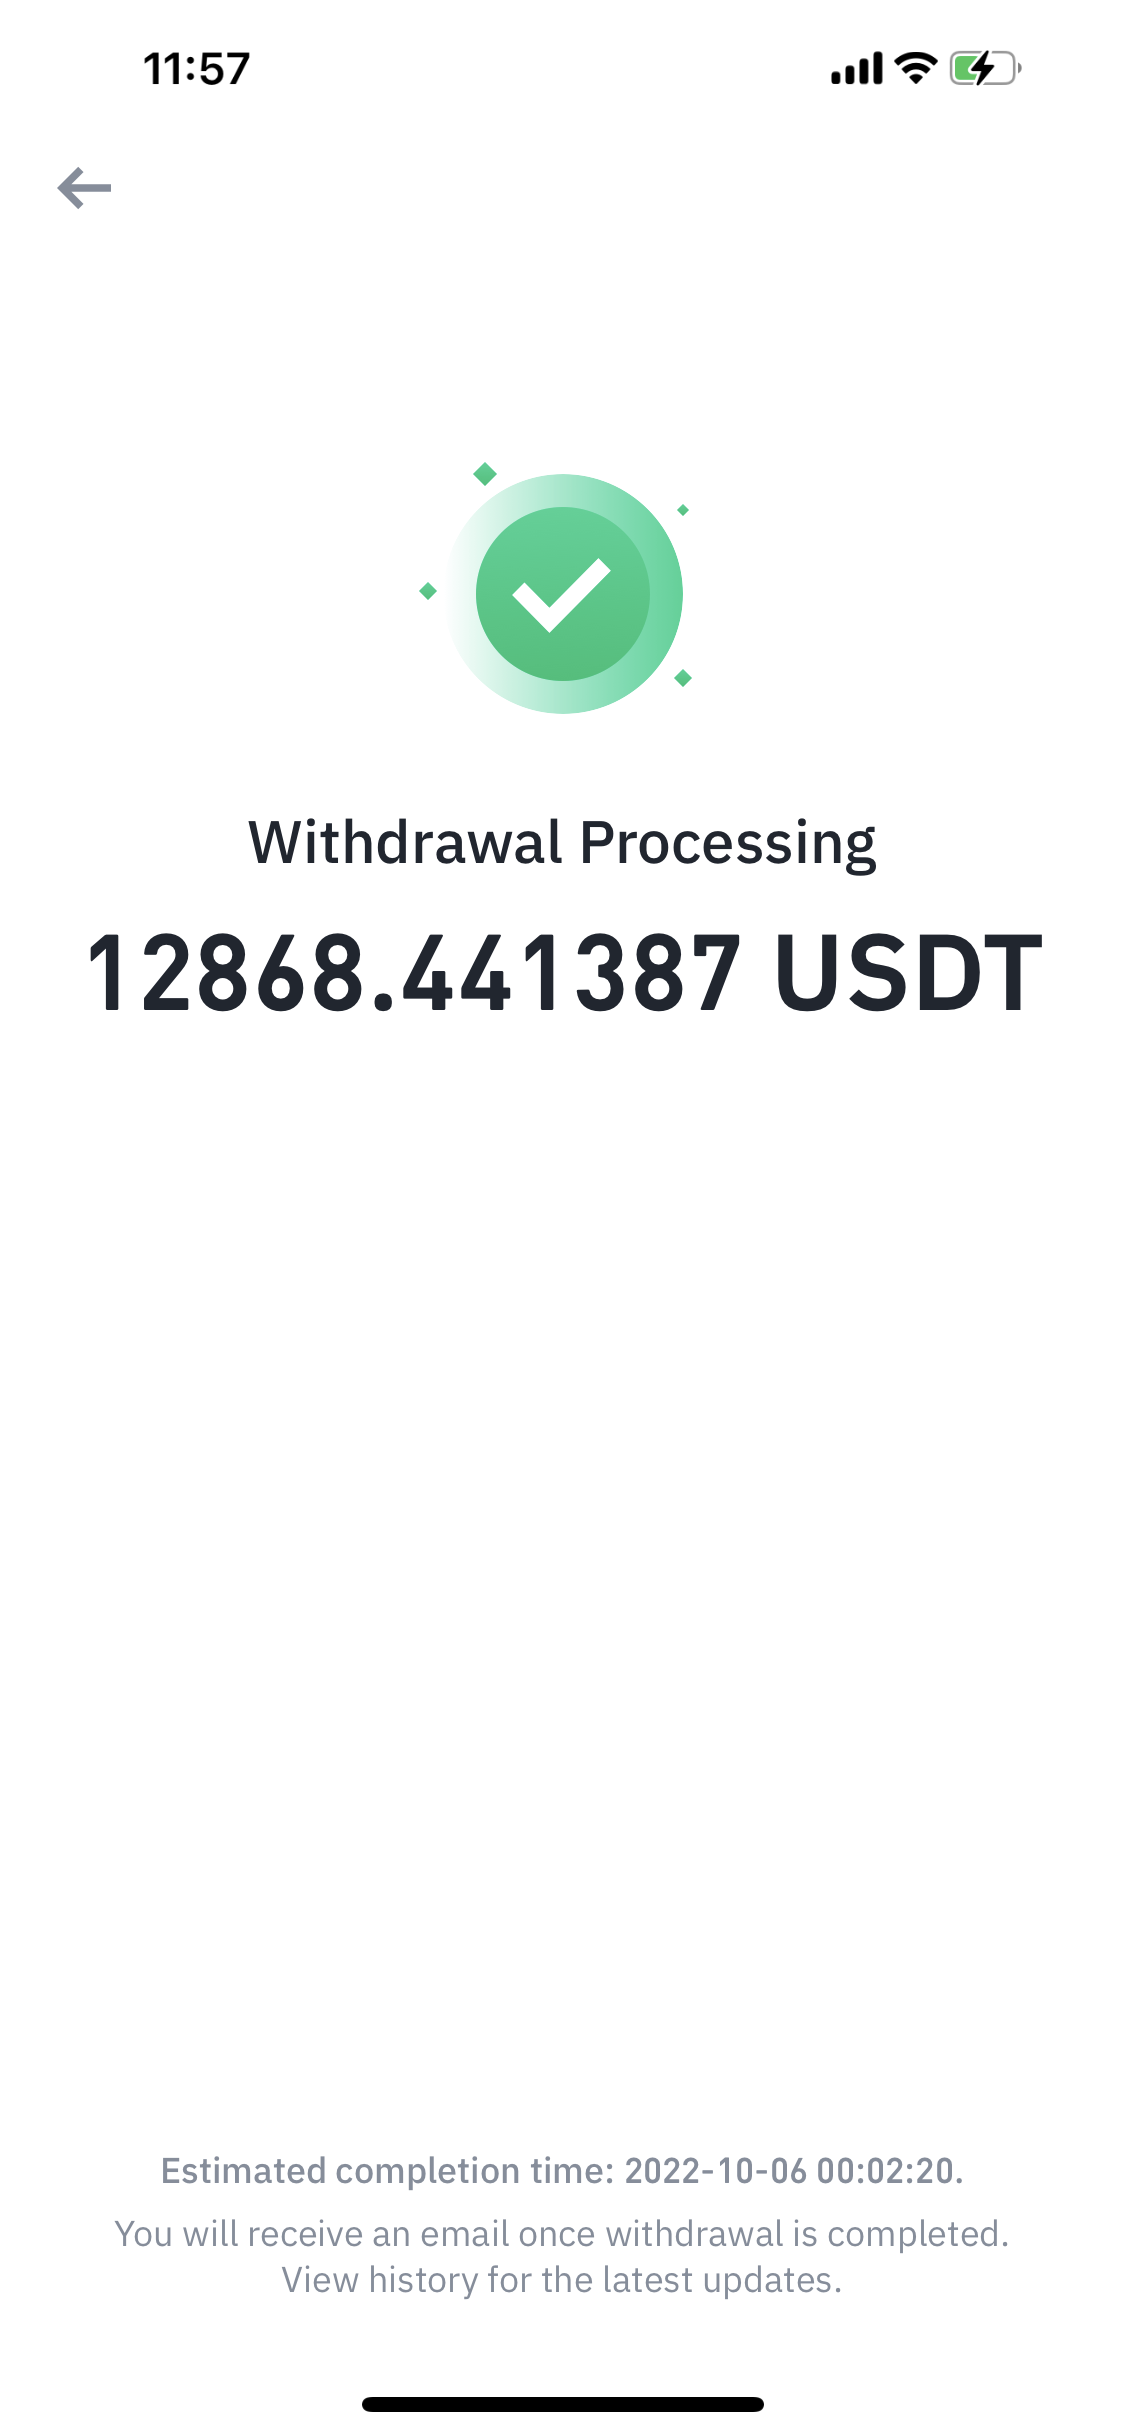 11:57
Withdrawal Processing
12868.441387 USDT
Estimated completion time: 2022-10-06 00:02:20.
You will receive an email once withdrawal is completed.
View history for the latest updates.